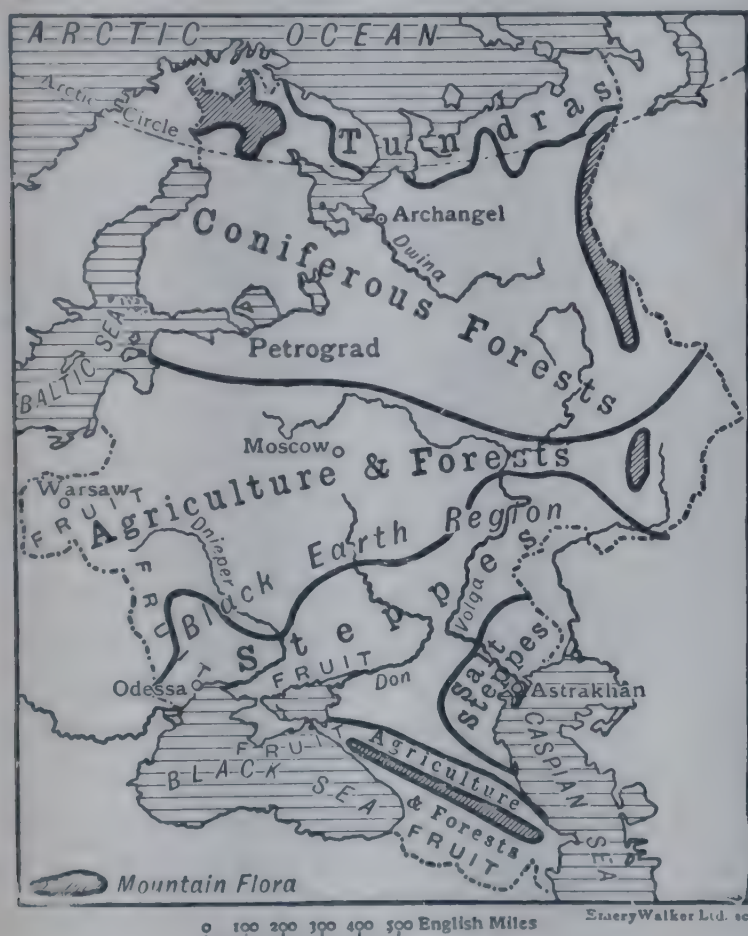 ARCTIC OCEAN
Arctic Circle
Tundras
Archangel
Dwina
Coniferous Forests
BALTIC SEA
Petrograd
Moscow
Agriculture & Forests
Warsaw
FRUIT
FRUIT
Dnieper
Black Earth Region
Steppes
Volga
FRUIT
Don
Odessa
Salt
Steppes
Astrakhan
FRUIT
BLACK SEA
CASPIAN SEA
Agriculture
& Forests
FRUIT
Mountain Flora
0 100 200 300 400 500 English Miles
Emery Walker Ltd. sc